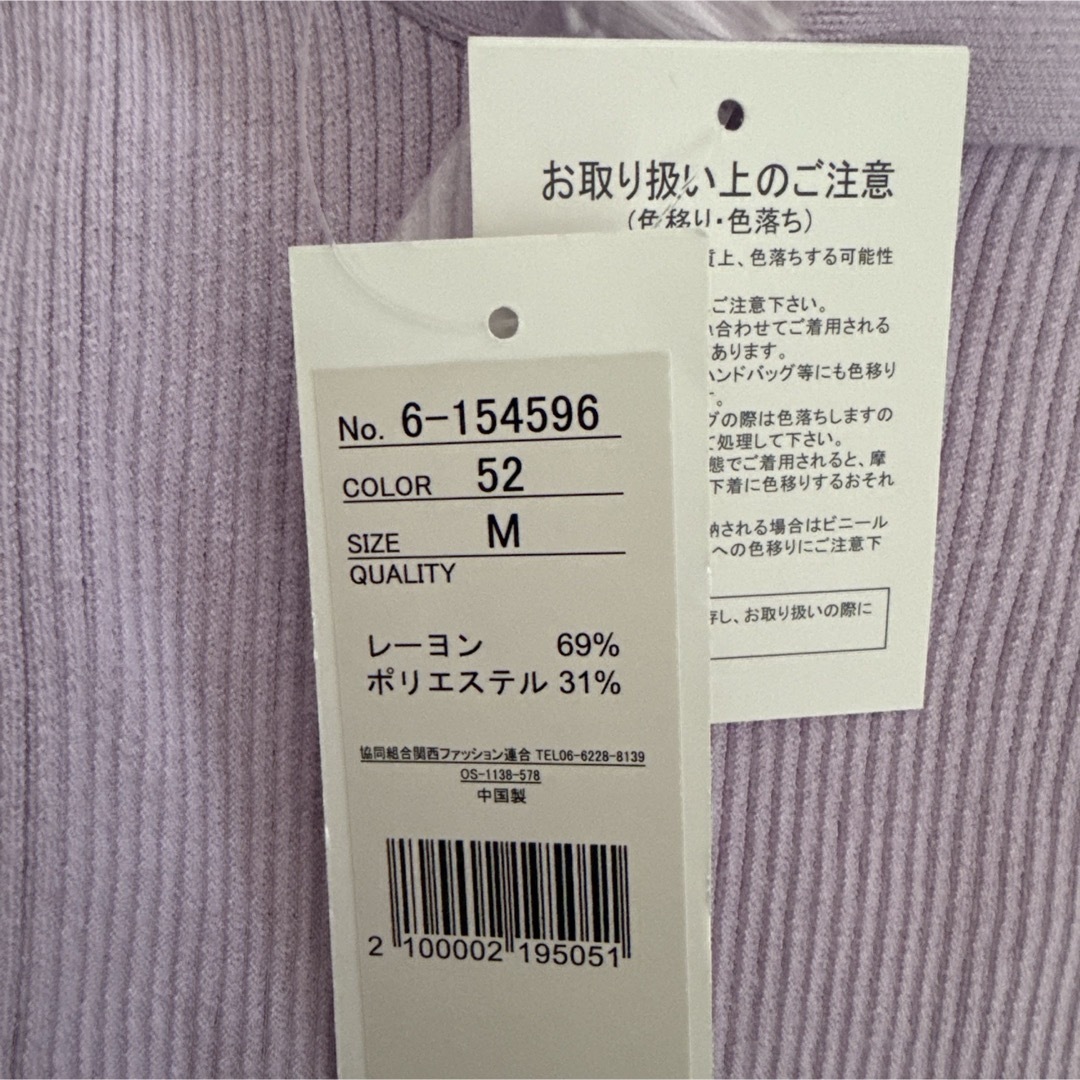 お取り扱い上のご注意
(色移り・色落ち)
質上、色落ちする可能性
ご注意下さい。
合わせてご着用される
あります。
ハンドバッグ等にも色移り
す。
グの際は色落ちしますの
て処理して下さい。
態でご着用されると、摩
下着に色移りするおそれ
納される場合はビニール
への色移りにご注意下
存し、お取り扱いの際に
No. 6-154596
COLOR 52
SIZE M
QUALITY
レーヨン 69%
ポリエステル 31%
協同組合関西ファッション連合 TEL06-6228-8139
OS-1138-578
中国製
2 100002 195051